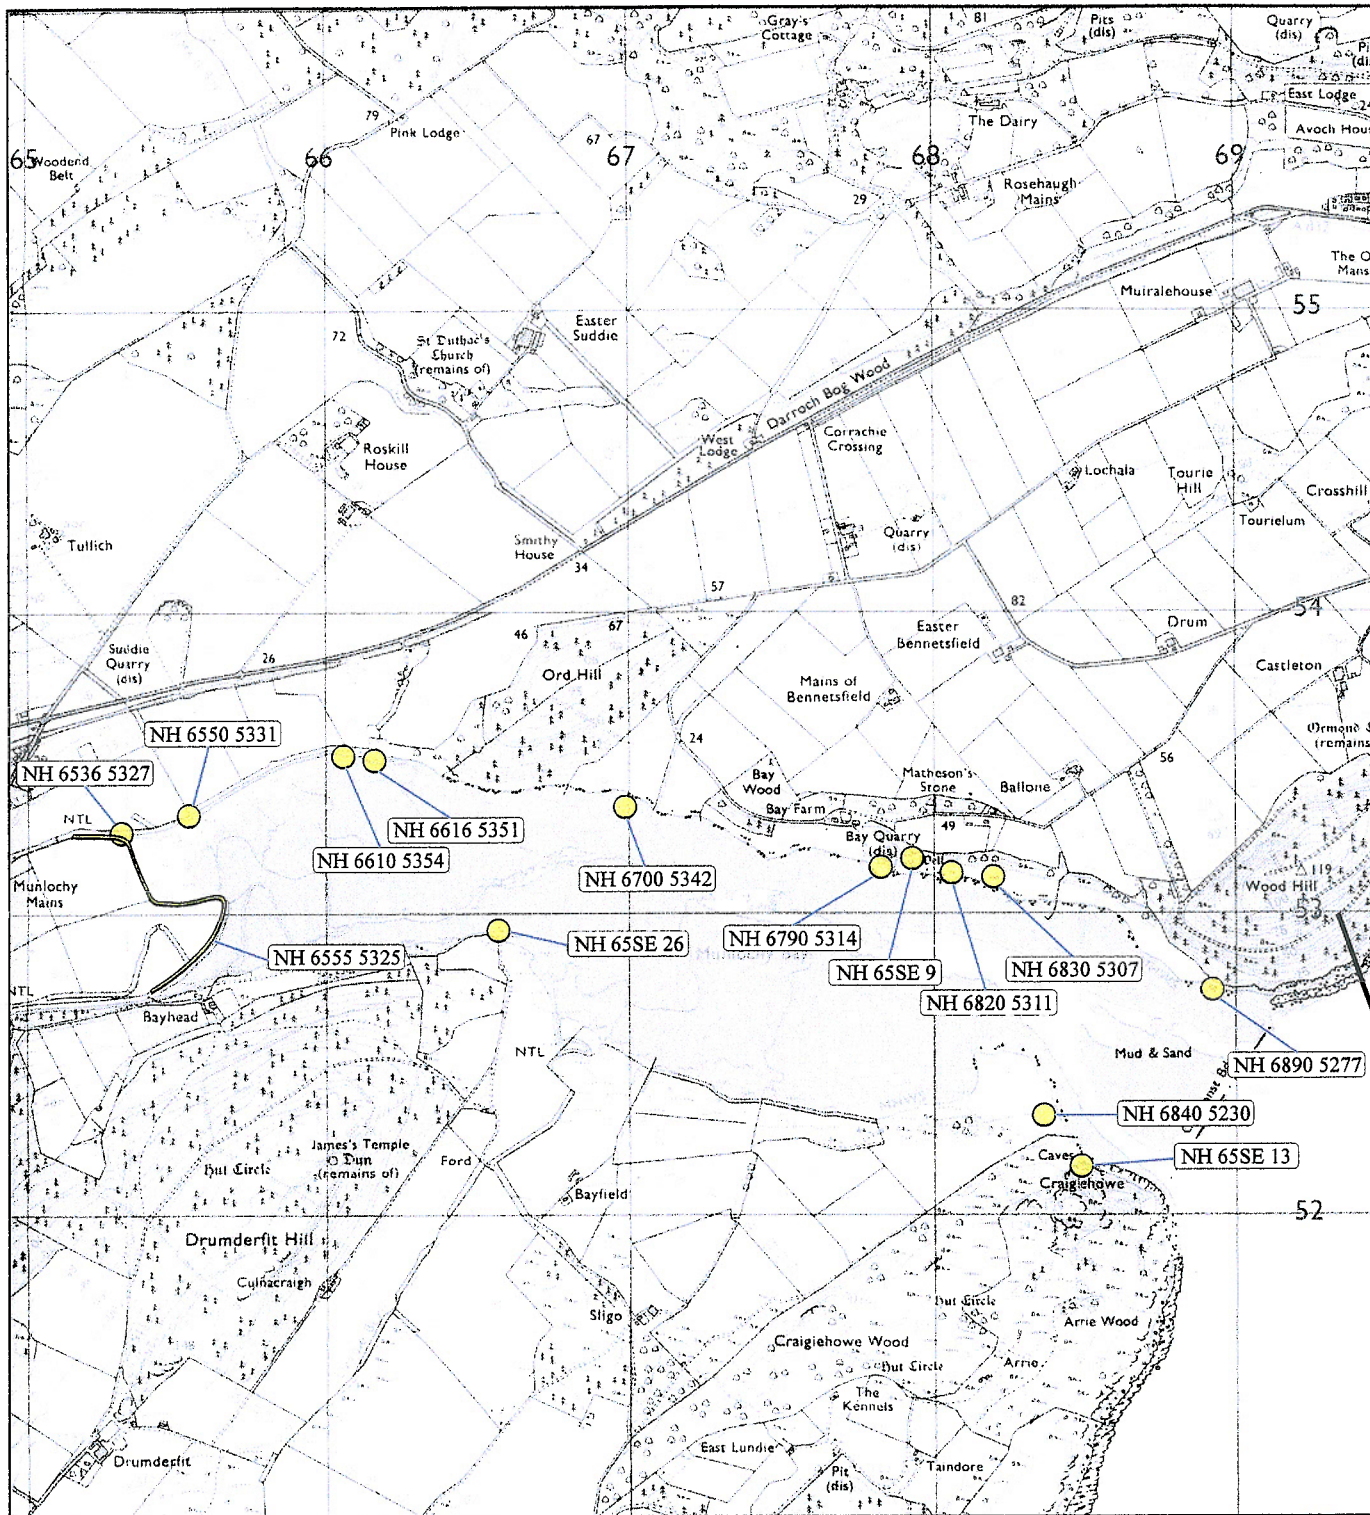 Gray's
Cottage
81
Pits
(dis)
Quarry
(dis)
East Lodge
Avoch Hou
79
Pink Lodge
67
The Dairy
65
Woodend
Belt
66
67
68
69
29
Rosehaugh
Mains
The O
Mans
Muiralehouse
55
72
St Duthac's
Church
(remains of)
Easter
Suddie
Darroch Bog Wood
West
Lodge
Corrachie
Crossing
Roskill
House
Lochala
Tourie
Hill
Crosshill
Tourielum
Tullich
Smithy
House
34
Quarry
(dis)
57
82
54
46
67
Easter
Bennetsfield
Drum
Suddie
Quarry
(dis)
26
Ord Hill
Castleton
Mains of
Bennetsfield
Ormond
(remains
NH 6550 5331
24
NH 6536 5327
56
Bay
Wood
Matheson's
Stone
Ballone
NTL
Bay Farm
49
NH 6616 5351
Bay Quarry
(dis)
NH 6610 5354
NH 6700 5342
119
Wood Hill
Munlochy
Mains
53
NH 6790 5314
NH 65SE 26
NH 6555 5325
Munlochy Bay
NH 65SE 9
NH 6830 5307
NTL
NH 6820 5311
Bayhead
NTL
Mud & Sand
NH 6890 5277
NH 6840 5230
James's Temple
Dun
(remains of)
Hut Circle
Ford
Caves
NH 65SE 13
Craigiehowe
Bayfield
52
Drumderfit Hill
Culnacraigh
Sligo
Hut Circle
Arrie Wood
Craigiehowe Wood
Hut Circle
Arrie
The
Kennels
East Lundie
Drumderfit
Pit
(dis)
Taindore